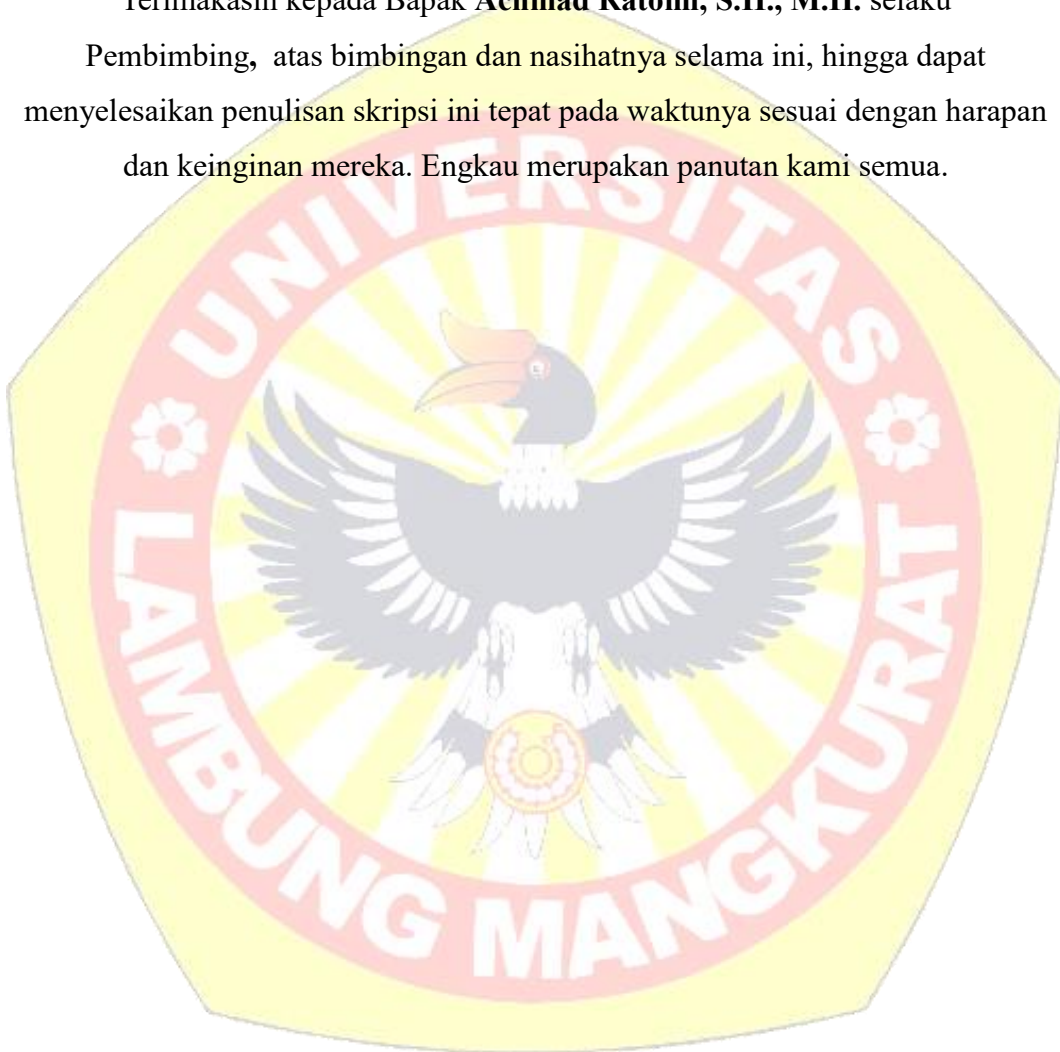 Terimakasih kepada Bapak Achmad Ratomi, S.H., M.H. selaku
Pembimbing, atas bimbingan dan nasihatnya selama ini, hingga dapat
menyelesaikan penulisan skripsi ini tepat pada waktunya sesuai dengan harapan
dan keinginan mereka. Engkau merupakan panutan kami semua.
UNIVERSITAS
LAMBUNG MANGKURAT